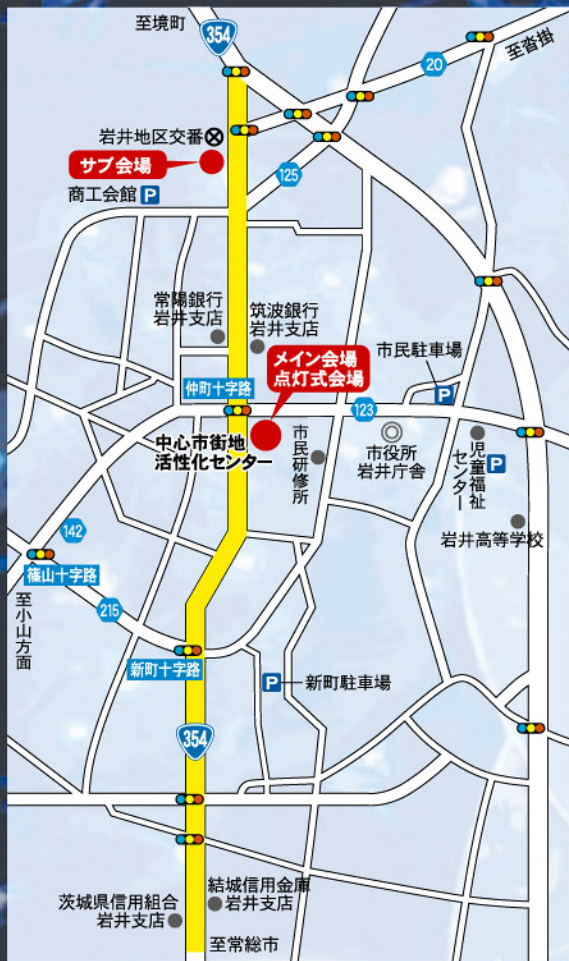 至境町
354
至沓掛
20
岩井地区交番
サブ会場
125
商工会館 P
常陽銀行
岩井支店
筑波銀行
岩井支店
メイン会場
点灯式会場
市民駐車場
P
仲町十字路
123
中心市街地
活性化センター
市民研修所
市役所
岩井庁舎
児童福祉
センター
P
岩井高等学校
142
篠山十字路
至小山方面
215
新町十字路
P 新町駐車場
354
結城信用金庫
岩井支店
茨城県信用組合
岩井支店
至常総市